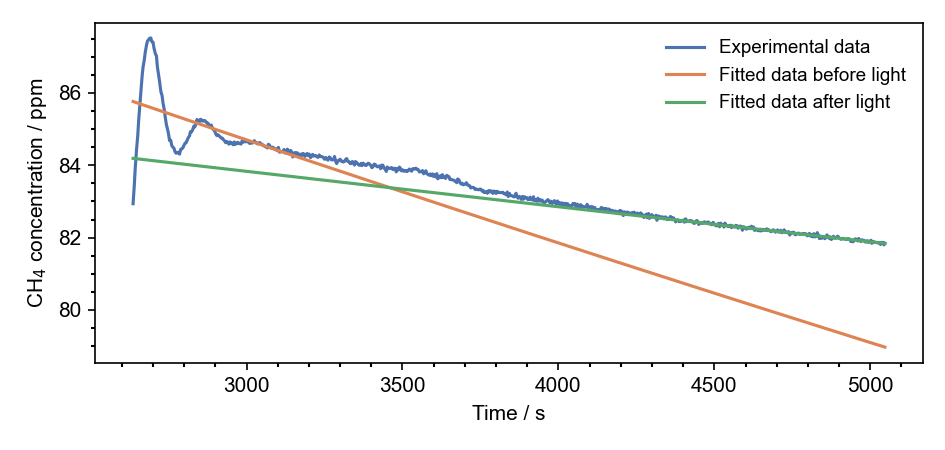 Experimental data
Fitted data before light
Fitted data after light
CH₄ concentration / ppm
86
84
82
80
3000 3500 4000 4500 5000
Time / s